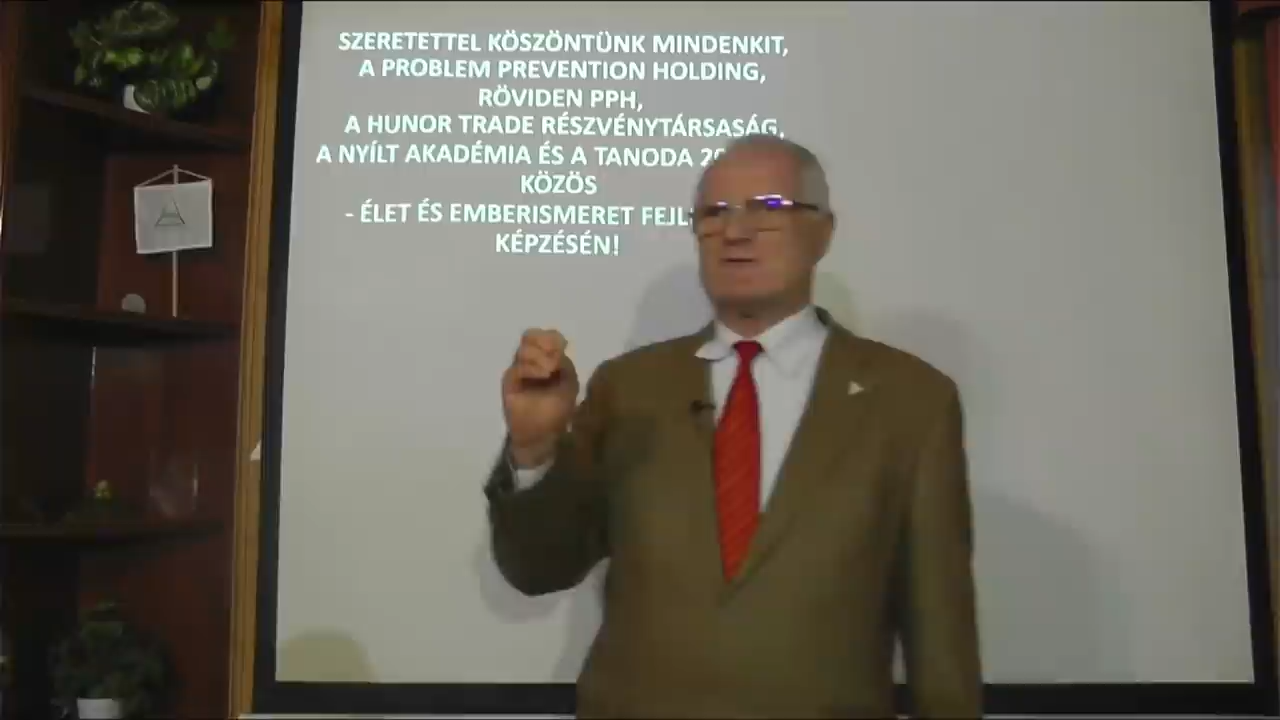 SZERETETTEL KÖSZÖNTÜNK MINDENKIT,
A PROBLEM PREVENTION HOLDING,
RÖVIDEN PPH,
A HUNOR TRADE RÉSZVÉNYTÁRSASÁG,
A NYÍLT AKADÉMIA ÉS A TANODA
KÖZÖS
- ÉLET ÉS EMBERISMERET
KÉPZÉSÉN!